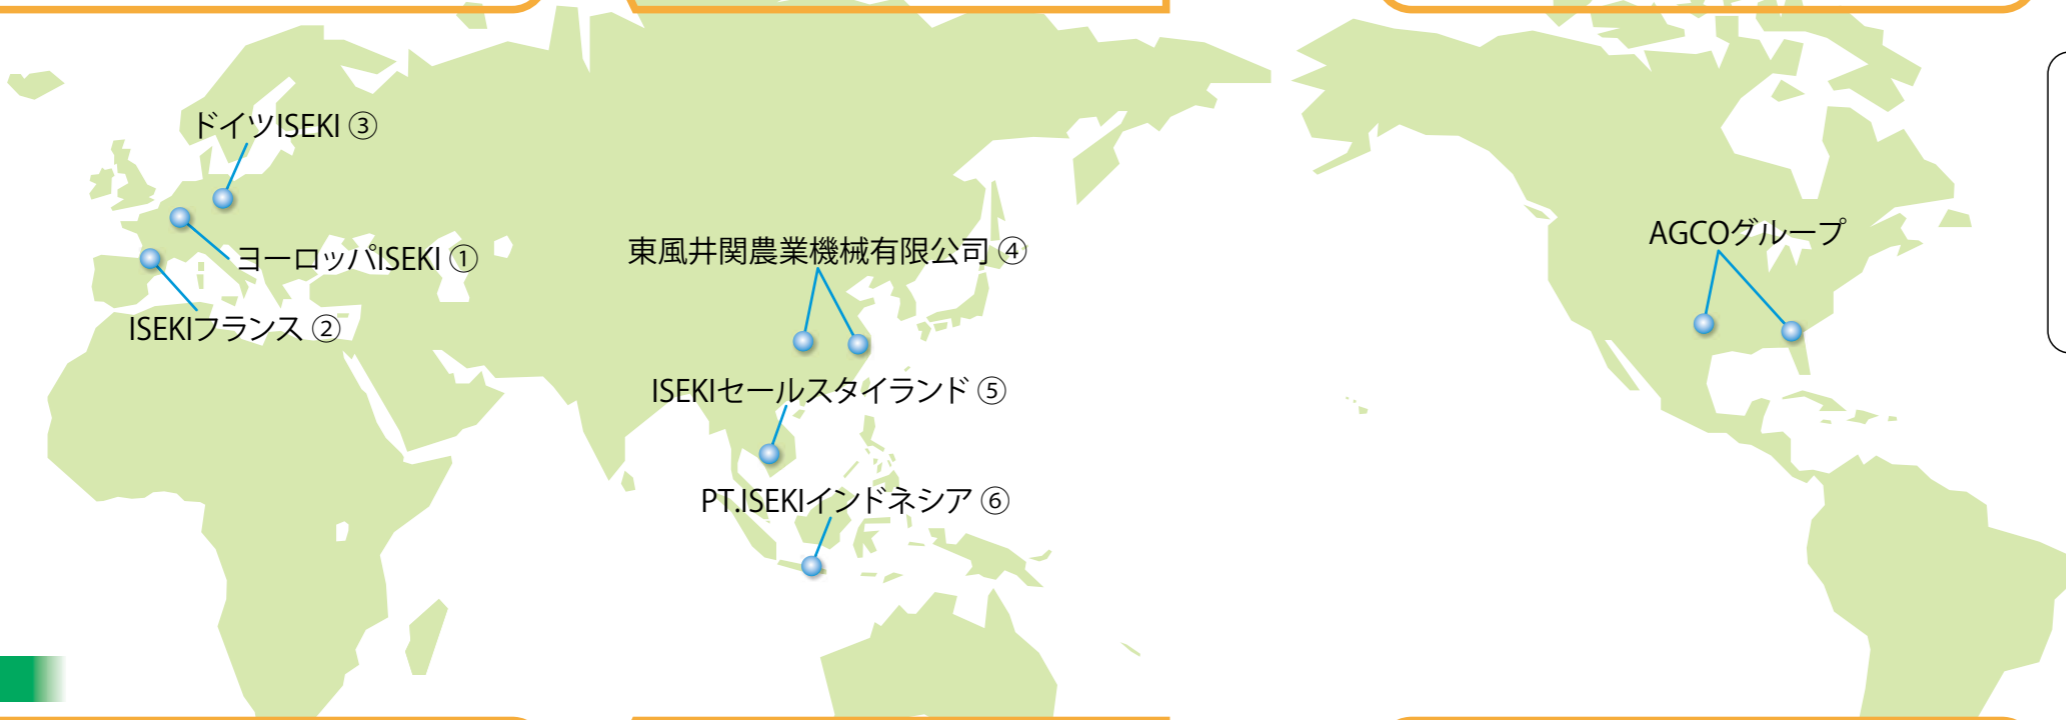 ドイツISEKI ③
ヨーロッパISEKI ①
ISEKIフランス ②
東風井関農業機械有限公司 ④
ISEKIセールスタイランド ⑤
PT.ISEKIインドネシア ⑥
AGCOグループ